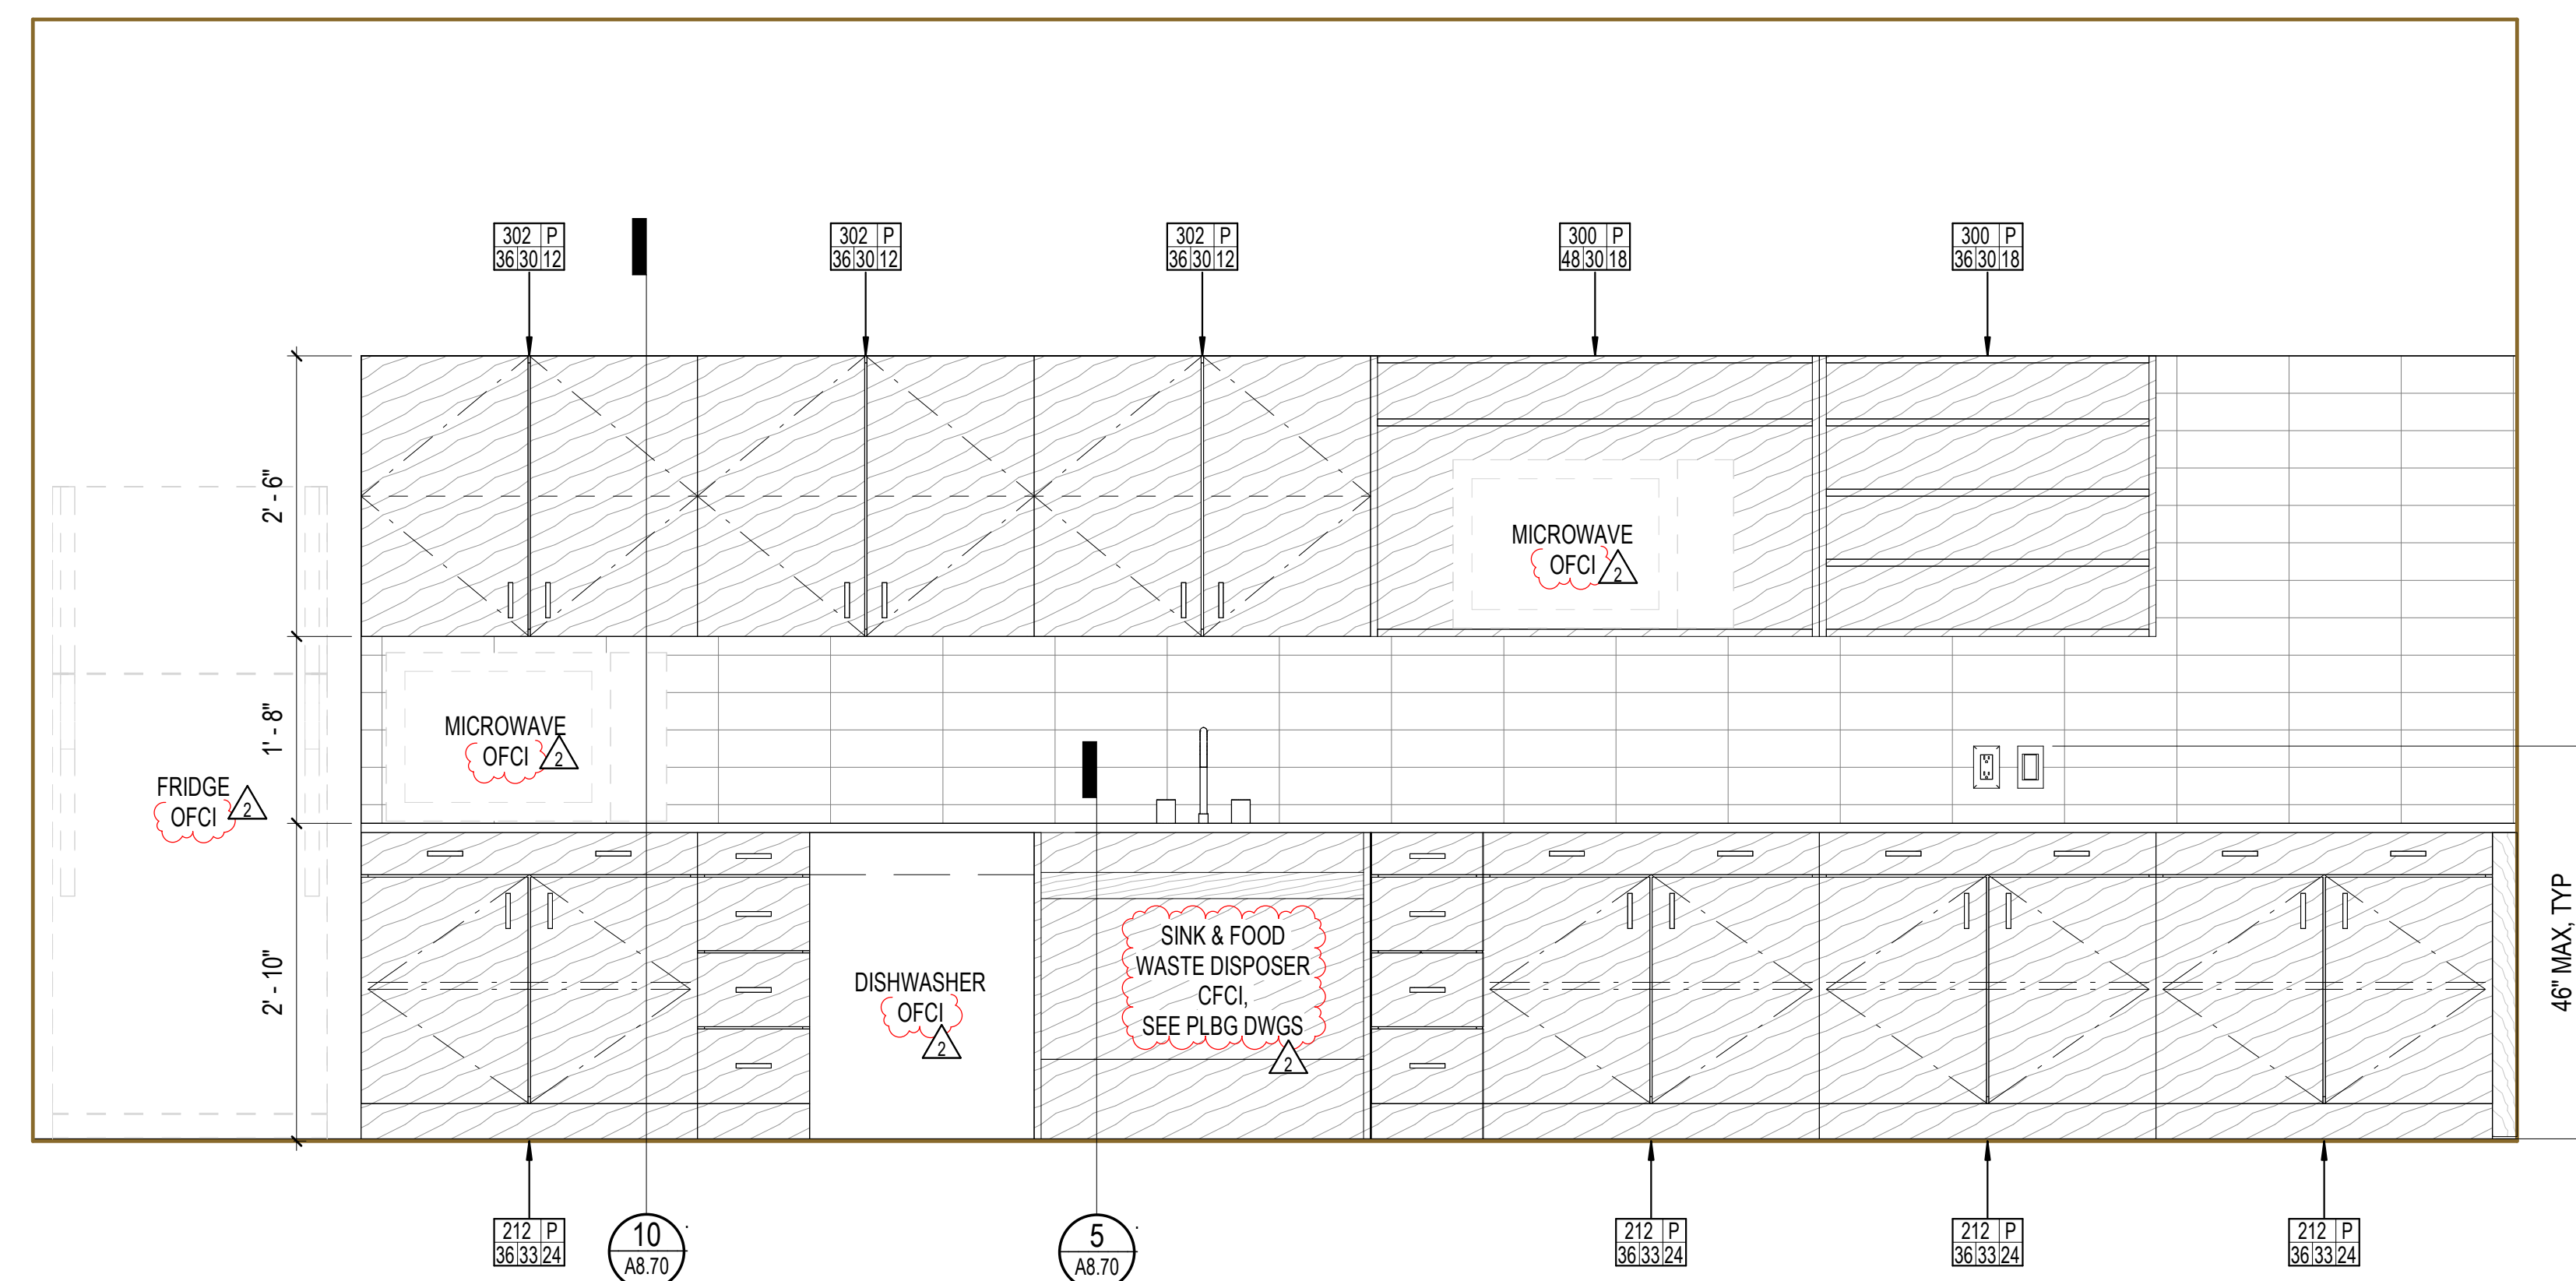 302 P
36 30 12
302 P
36 30 12
302 P
36 30 12
300 P
48 30 18
300 P
36 30 18
2' - 6"
1' - 8"
2' - 10"
FRIDGE
OFCI
2
MICROWAVE
OFCI
2
MICROWAVE
OFCI
2
DISHWASHER
OFCI
2
SINK & FOOD
WASTE DISPOSER
CFCI,
SEE PLBG DWGS
2
46" MAX, TYP
212 P
36 33 24
10
A8.70
5
A8.70
212 P
36 33 24
212 P
36 33 24
212 P
36 33 24